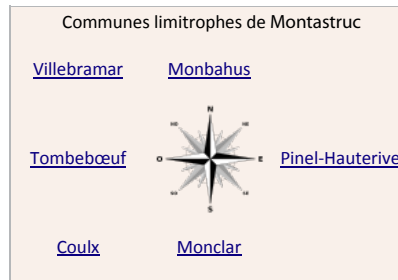 Communes limitrophes de Montastruc
Villebramar Monbahus
N
Tombebœuf O E Pinel-Hauterive
S
Coulx Monclar